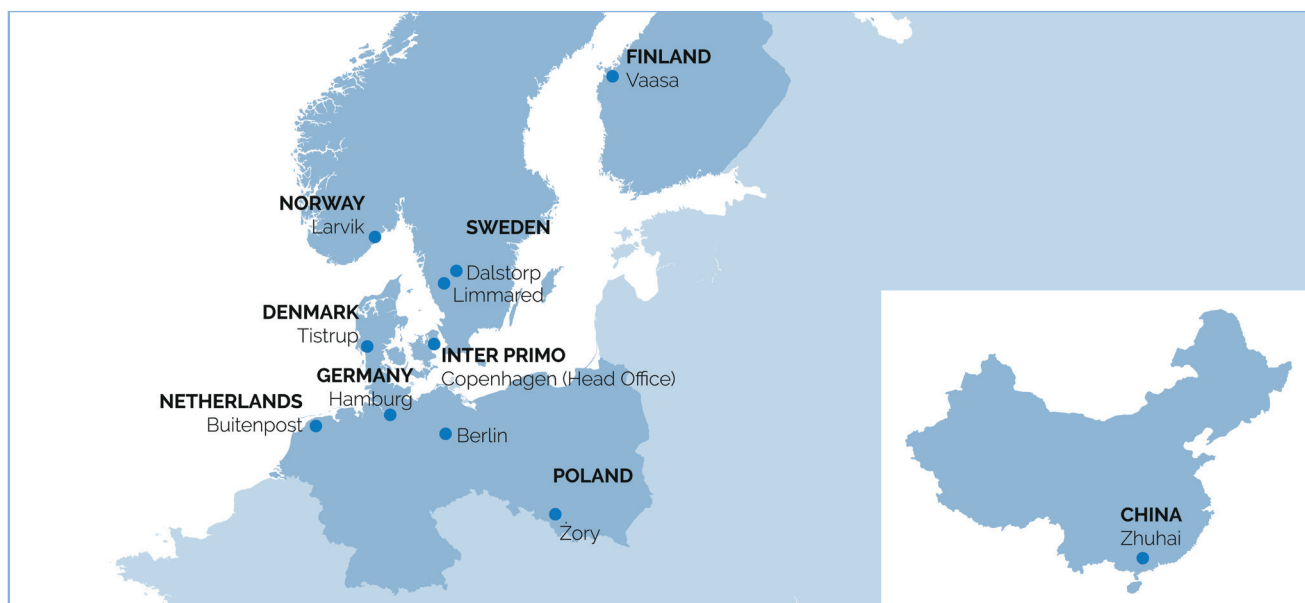 FINLAND
Vaasa
NORWAY
Larvik
SWEDEN
Dalstorp
Limmared
DENMARK
Tistrup
INTER PRIMO
Copenhagen (Head Office)
GERMANY
Hamburg
NETHERLANDS
Buitenpost
Berlin
POLAND
Żory
CHINA
Zhuhai